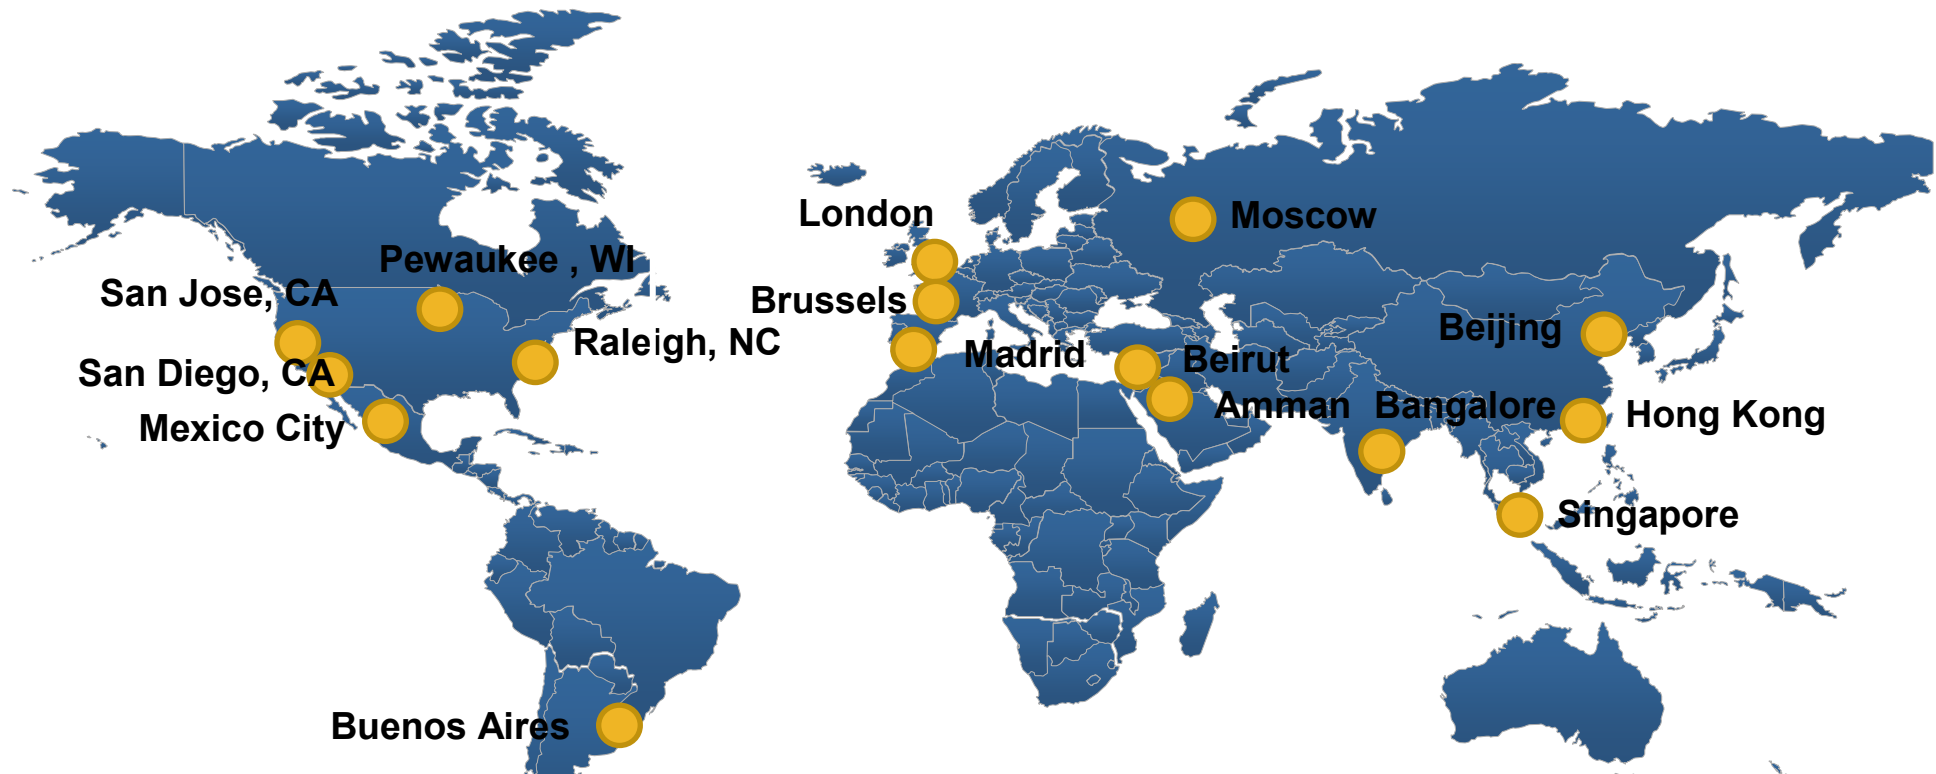 London
Moscow
Pewaukee , WI
San Jose, CA
Brussels
Raleigh, NC
Beijing
Madrid
Beirut
San Diego, CA
Amman
Bangalore
Hong Kong
Mexico City
Singapore
Buenos Aires